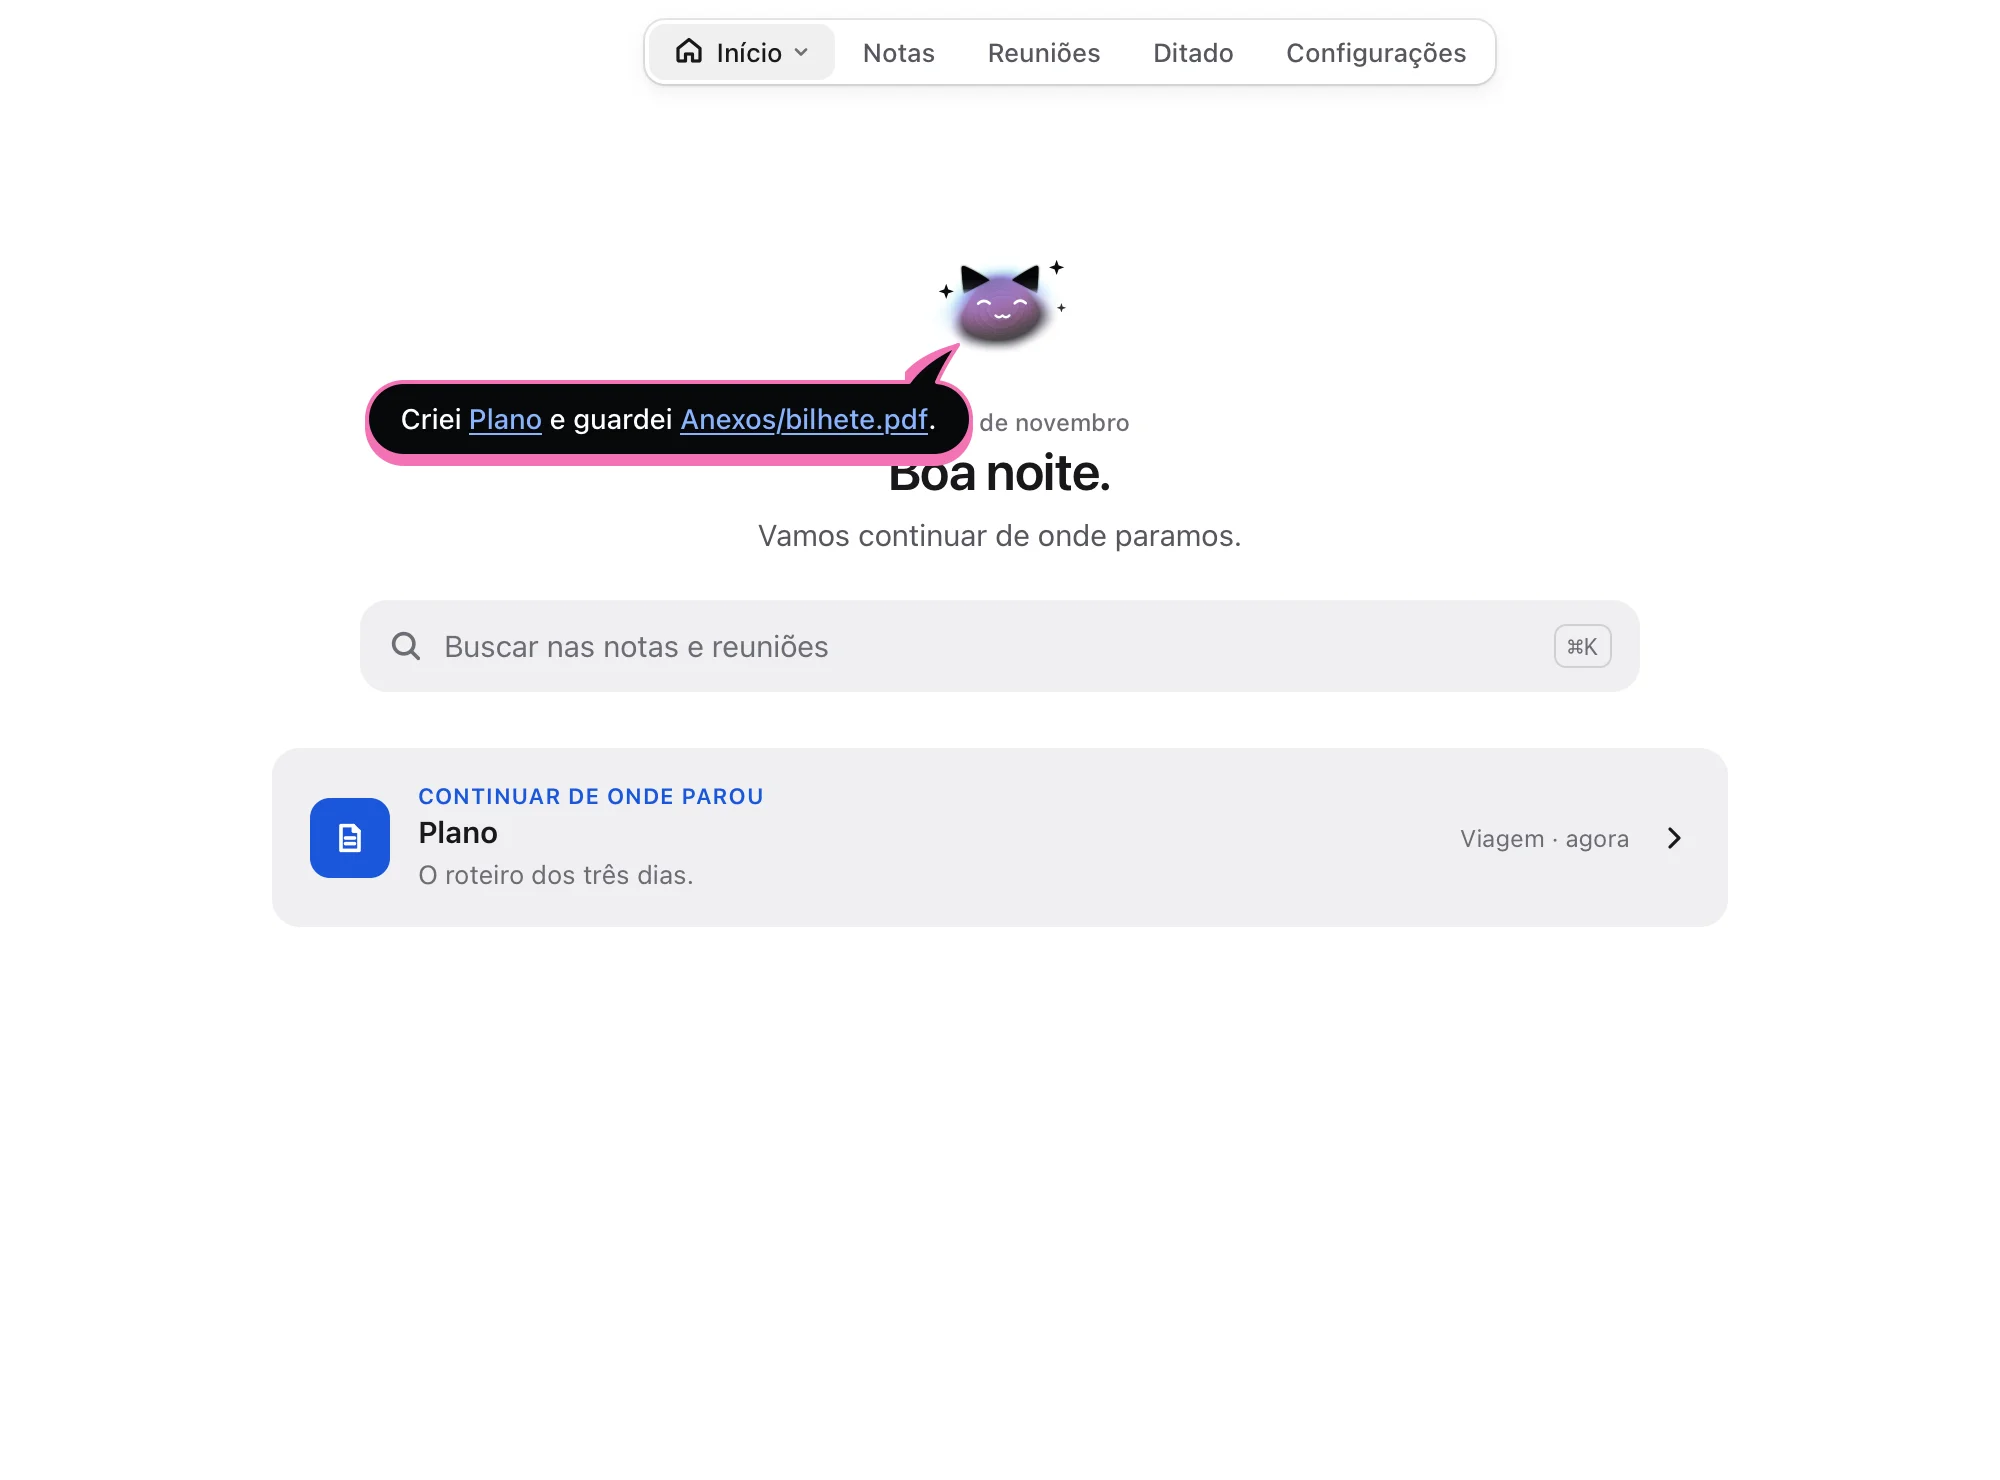 Início
Notas
Reuniões
Ditado
Configurações
Criei Plano e guardei Anexos/bilhete.pdf.
de novembro
Boa noite.
Vamos continuar de onde paramos.
Buscar nas notas e reuniões
⌘K
CONTINUAR DE ONDE PAROU
Plano
O roteiro dos três dias.
Viagem · agora